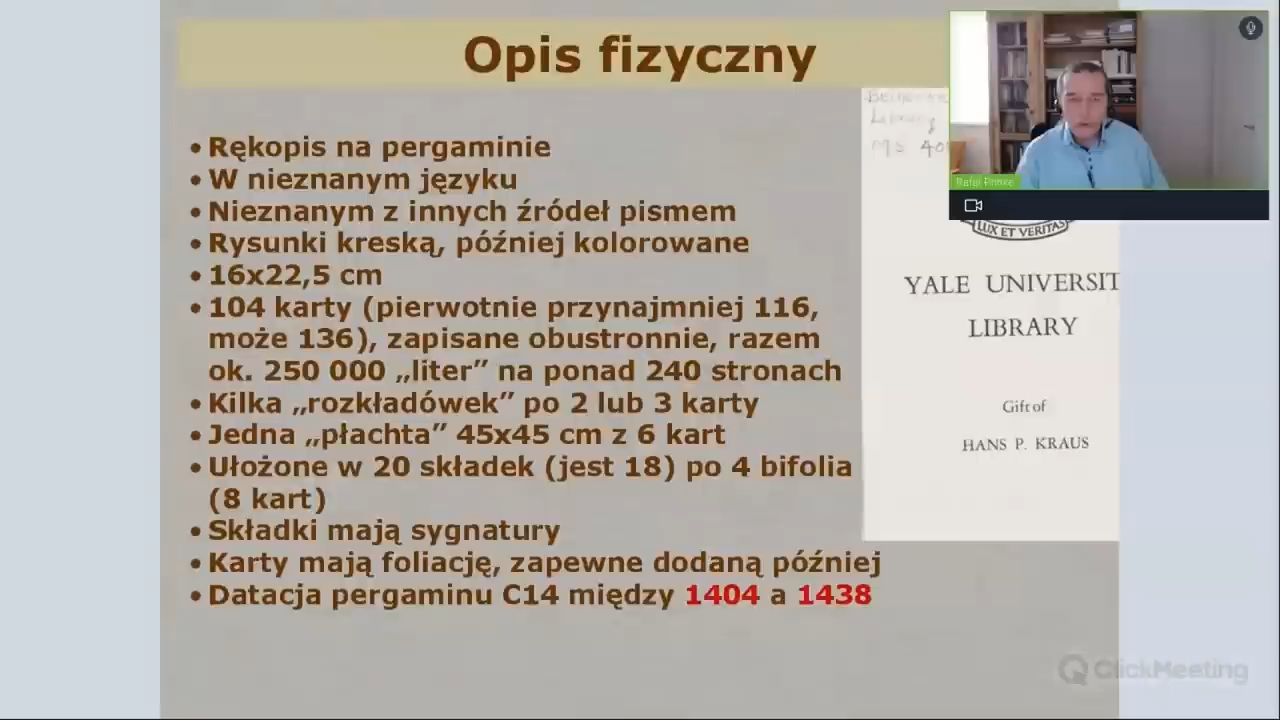 Opis fizyczny
• Rękopis na pergaminie
• W nieznanym języku
• Nieznanym z innych źródeł pismem
• Rysunki kreską, później kolorowane
• 16x22,5 cm
• 104 karty (pierwotnie przynajmniej 116,
może 136), zapisane obustronnie, razem
ok. 250 000 „liter” na ponad 240 stronach
• Kilka „rozkładówek” po 2 lub 3 karty
• Jedna „płachta” 45x45 cm z 6 kart
• Ułożone w 20 składek (jest 18) po 4 bifolia
(8 kart)
• Składki mają sygnatury
• Karty mają foliację, zapewne dodaną później
• Datacja pergaminu C14 między 1404 a 1438
Library
MS 40
LUX ET VERITAS
YALE UNIVERSIT
LIBRARY
Gift of
HANS P. KRAUS
ClickMeeting